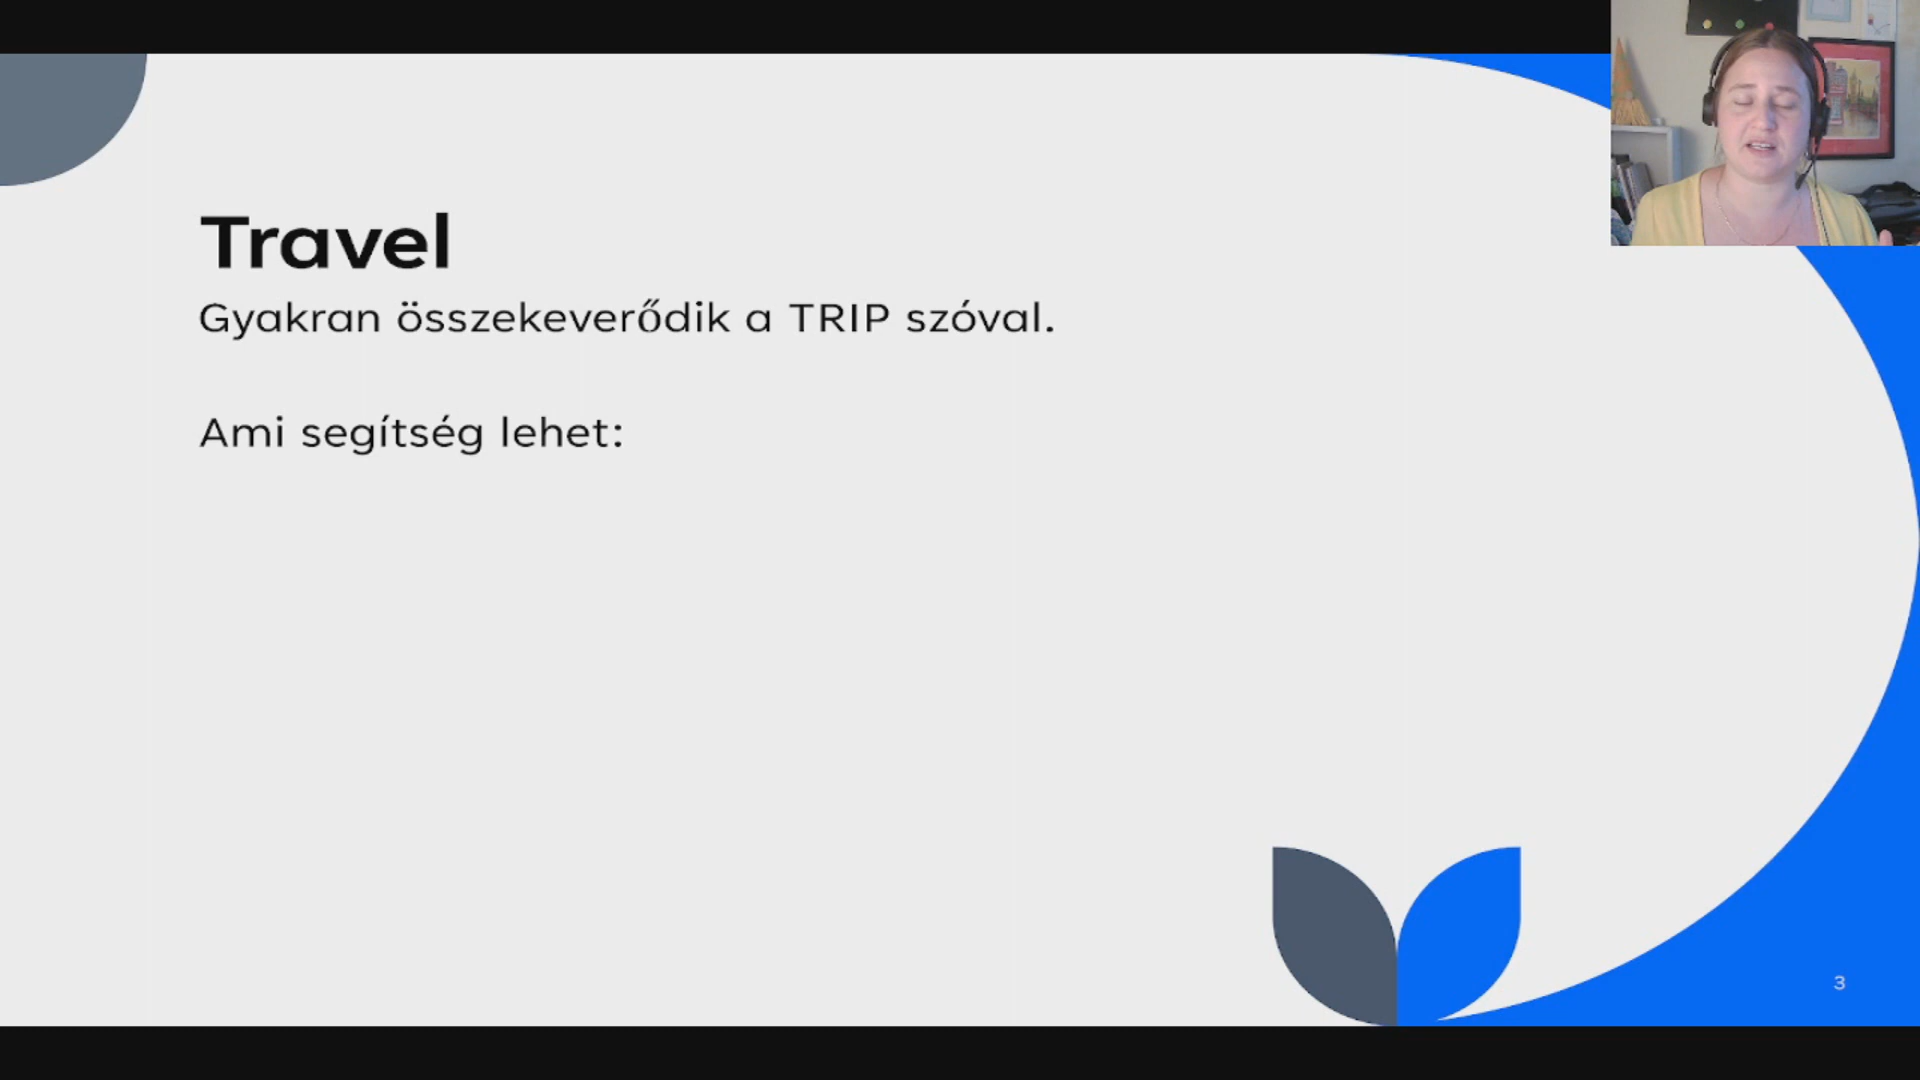 Travel
Gyakran összekeverődik a TRIP szóval.
Ami segítség lehet:
3